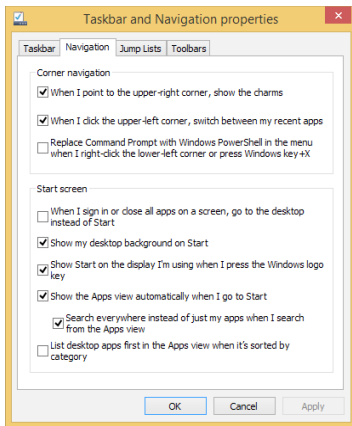 Taskbar and Navigation properties
Taskbar Navigation Jump Lists Toolbars
Corner navigation
When I point to the upper-right corner, show the charms
When I click the upper-left corner, switch between my recent apps
Replace Command Prompt with Windows PowerShell in the menu
when I right-click the lower-left corner or press Windows key+X
Start screen
When I sign in or close all apps on a screen, go to the desktop
instead of Start
Show my desktop background on Start
Show Start on the display I'm using when I press the Windows logo
key
Show the Apps view automatically when I go to Start
Search everywhere instead of just my apps when I search
from the Apps view
List desktop apps first in the Apps view when it's sorted by
category
OK Cancel Apply